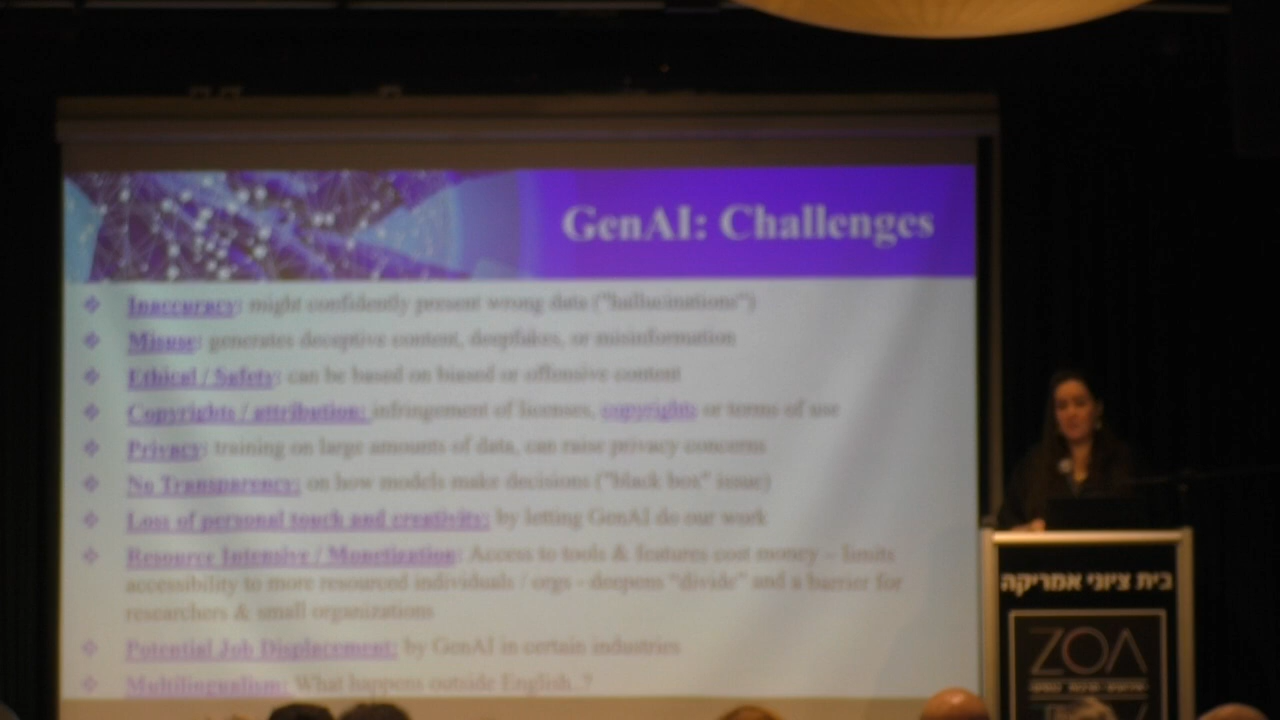 GenAI: Challenges
Inaccuracy: might confidently present wrong data ("hallucinations")
Misuse: generates deceptive content, deepfakes, or misinformation
Ethical / Safety: can be based on biased or offensive content
Copyrights / attribution: infringement of licenses, copyrights or terms of use
Privacy: training on large amounts of data, can raise privacy concerns
No Transparency: on how models make decisions ("black box" issue)
Loss of personal touch and creativity: by letting GenAI do our work
Resource Intensive / Monetization: Access to tools & features cost money – limits
accessibility to more resourced individuals / orgs - deepens "divide" and a barrier for
researchers & small organizations
Potential Job Displacement: by GenAI in certain industries
Multilingualism: What happens outside English..?
בית ציוני אמריקה
ZOA